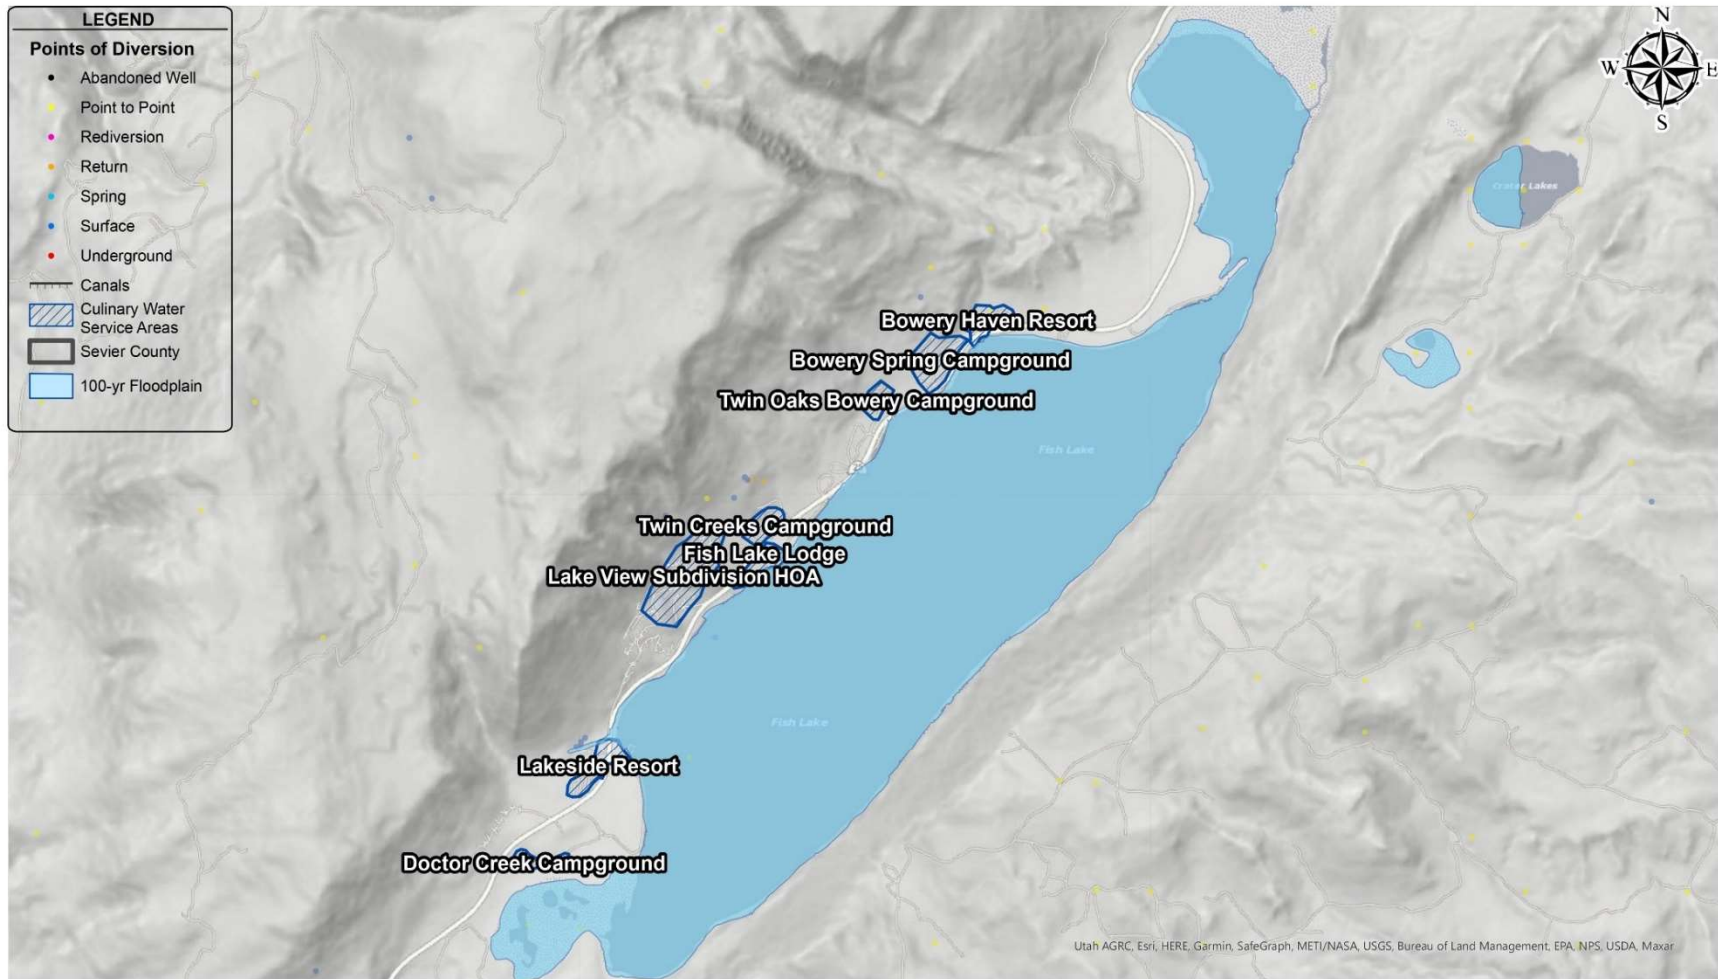 LEGEND
Points of Diversion
Abandoned Well
Point to Point
Rediversion
Return
Spring
Surface
Underground
Canals
Culinary Water
Service Areas
Sevier County
100-yr Floodplain
N
W E
S
Crater Lakes
Bowery Haven Resort
Bowery Spring Campground
Twin Oaks Bowery Campground
Fish Lake
Twin Creeks Campground
Fish Lake Lodge
Lake View Subdivision HOA
Fish Lake
Lakeside Resort
Doctor Creek Campground
Utah AGRC, Esri, HERE, Garmin, SafeGraph, METI/NASA, USGS, Bureau of Land Management, EPA, NPS, USDA, Maxar